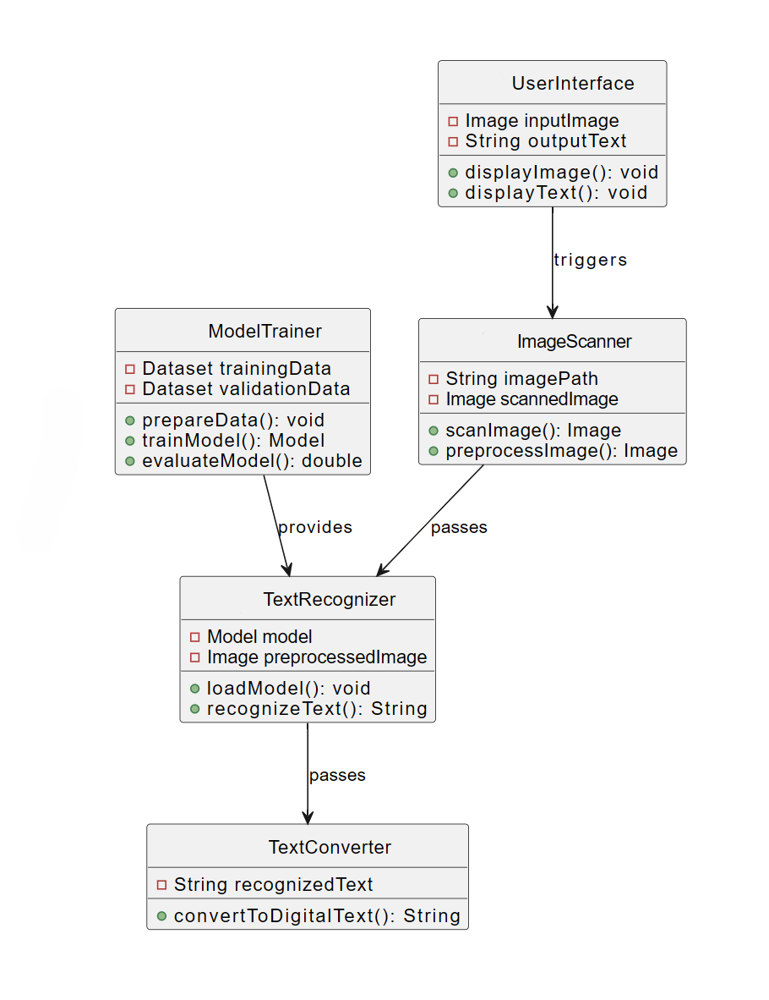 UserInterface
Image inputImage
String outputText
displayImage(): void
displayText(): void
triggers
ModelTrainer
Dataset trainingData
Dataset validationData
prepareData(): void
trainModel(): Model
evaluateModel(): double
ImageScanner
String imagePath
Image scannedImage
scanImage(): Image
preprocessImage(): Image
provides
passes
TextRecognizer
Model model
Image preprocessedImage
loadModel(): void
recognizeText(): String
passes
TextConverter
String recognizedText
convertToDigitalText(): String